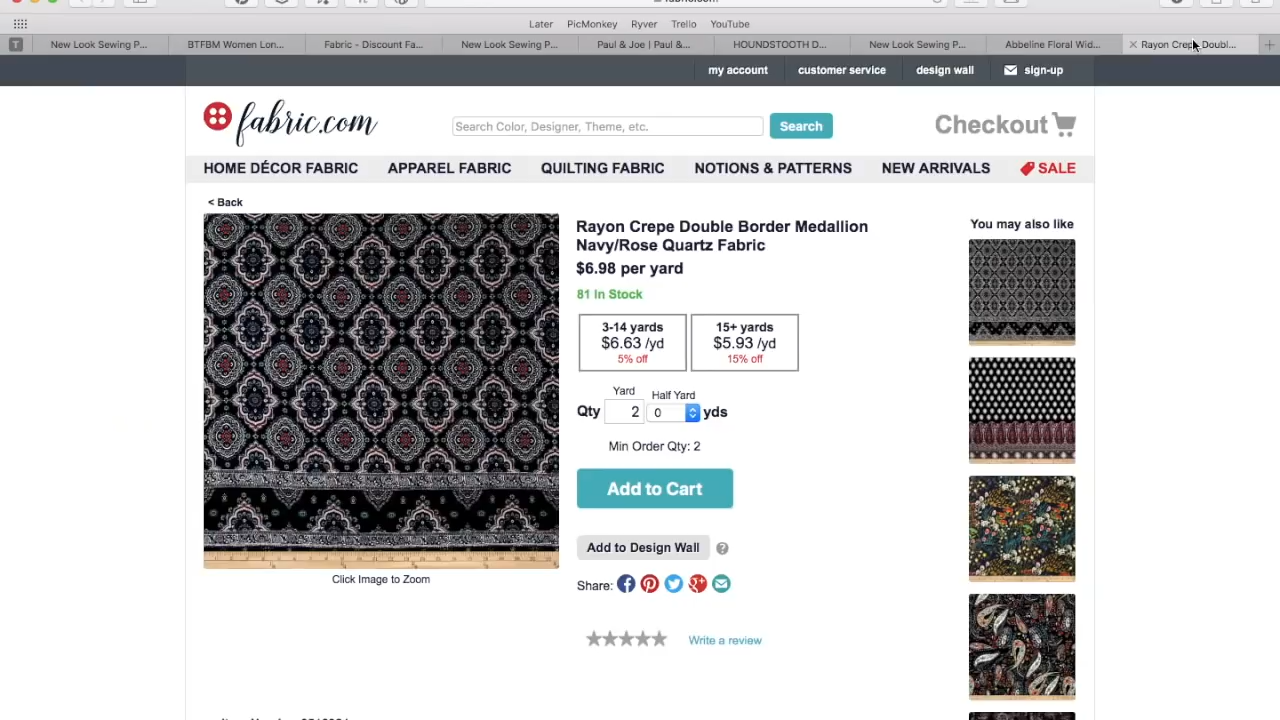 fabric.com
Later PicMonkey Ryver Trello YouTube
T New Look Sewing P... BTFBM Women Lon... Fabric - Discount Fa... New Look Sewing P... Paul & Joe | Paul &... HOUNDSTOOTH D... New Look Sewing P... Abbeline Floral Wid... Rayon Crepe Doubl...
my account customer service design wall sign-up
fabric.com
Search Color, Designer, Theme, etc. Search Checkout
HOME DÉCOR FABRIC APPAREL FABRIC QUILTING FABRIC NOTIONS & PATTERNS NEW ARRIVALS SALE
< Back
Rayon Crepe Double Border Medallion
Navy/Rose Quartz Fabric
$6.98 per yard
81 In Stock
3-14 yards
$6.63 /yd
5% off
15+ yards
$5.93 /yd
15% off
Yard Half Yard
Qty 2 0 yds
Min Order Qty: 2
Add to Cart
Add to Design Wall ?
Share:
Write a review
Click Image to Zoom
You may also like